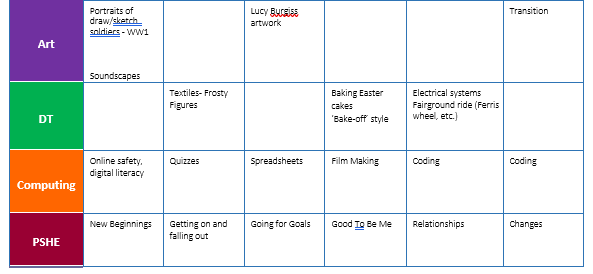 Art
Portraits of
draw/sketch
soldiers - WW1
Soundscapes
Lucy Burgiss
artwork
Transition
DT
Textiles- Frosty
Figures
Baking Easter
cakes
'Bake-off' style
Electrical systems
Fairground ride (Ferris
wheel, etc.)
Computing
Online safety,
digital literacy
Quizzes
Spreadsheets
Film Making
Coding
Coding
PSHE
New Beginnings
Getting on and
falling out
Going for Goals
Good To Be Me
Relationships
Changes